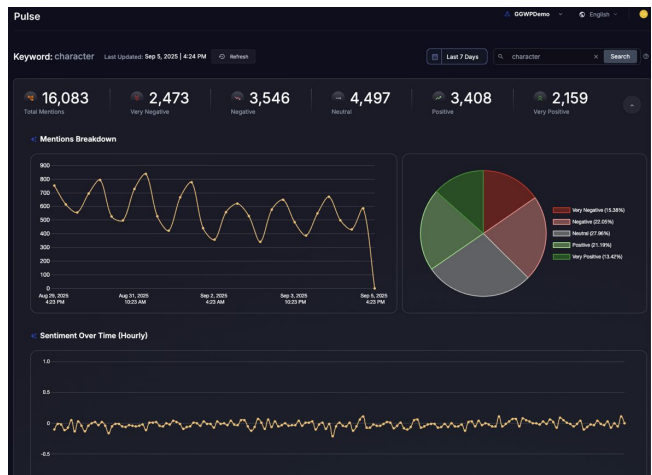 Pulse
GGWPDemo English
Keyword: character Last Updated: Sep 5, 2025 | 4:24 PM Refresh Last 7 Days character × Search
16,083 2,473 3,546 4,497 3,408 2,159
Total Mentions Very Negative Negative Neutral Positive Very Positive
Mentions Breakdown
900
800
700
600
500
400
300
200
100
0
Aug 29, 2025 Aug 31, 2025 Sep 2, 2025 Sep 3, 2025 Sep 5, 2025
4:23 PM 10:23 AM 4:23 AM 10:23 PM 4:23 PM
Very Negative (15.38%)
Negative (22.05%)
Neutral (27.96%)
Positive (21.19%)
Very Positive (13.42%)
Sentiment Over Time (Hourly)
1.0
0.5
0
-0.5